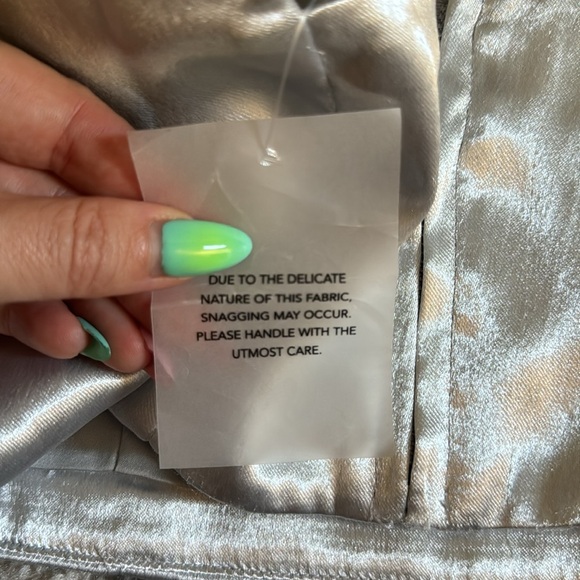 DUE TO THE DELICATE
NATURE OF THIS FABRIC,
SNAGGING MAY OCCUR.
PLEASE HANDLE WITH THE
UTMOST CARE.